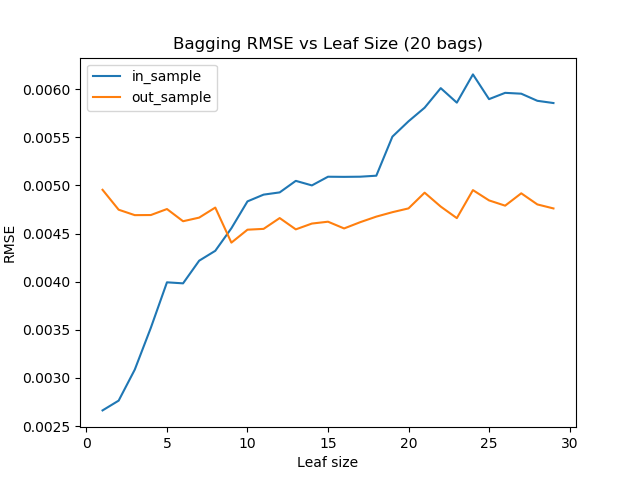 Bagging RMSE vs Leaf Size (20 bags)
in_sample
out_sample
0.0060
0.0055
0.0050
0.0045
0.0040
0.0035
0.0030
0.0025
RMSE
0 5 10 15 20 25 30
Leaf size